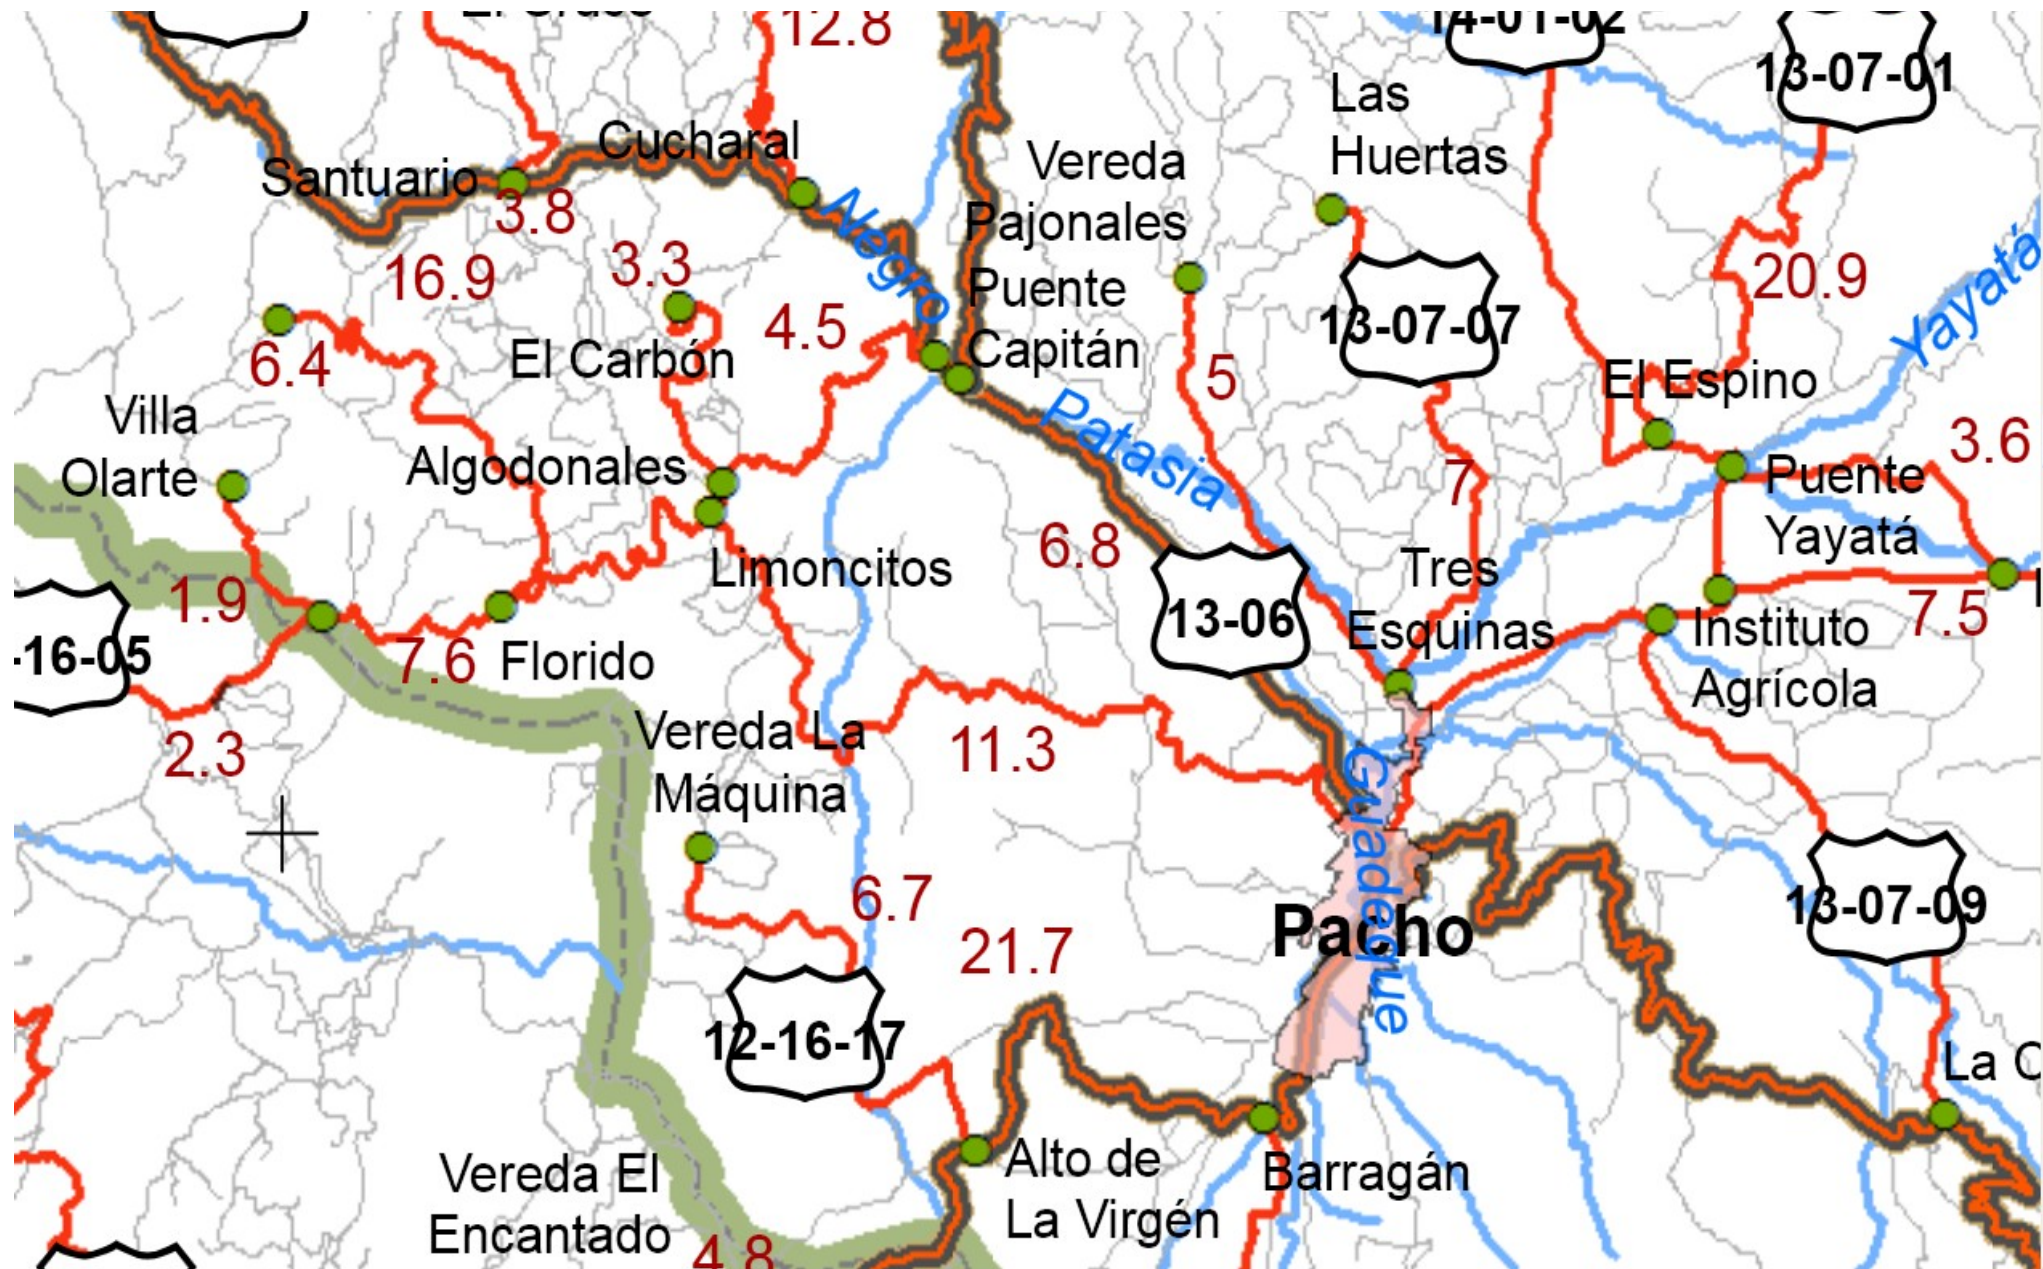 12.8
14-01-02
13-07-01
Las
Huertas
Cucharal
Santuario
3.8
Vereda
Pajonales
Negro
16.9
3.3
4.5
Puente
Capitán
13-07-07
20.9
Yayatá
6.4
El Carbón
5
El Espino
Villa
Olarte
Algodonales
Patasia
7
3.6
Puente
Yayatá
6.8
Limoncitos
Tres
Esquinas
13-06
1.9
-16-05
7.6
Florido
Instituto
Agrícola
7.5
2.3
Vereda La
Máquina
11.3
Guadeque
6.7
21.7
Pacho
13-07-09
12-16-17
La C
Alto de
La Virgén
Barragán
Vereda El
Encantado
4.8